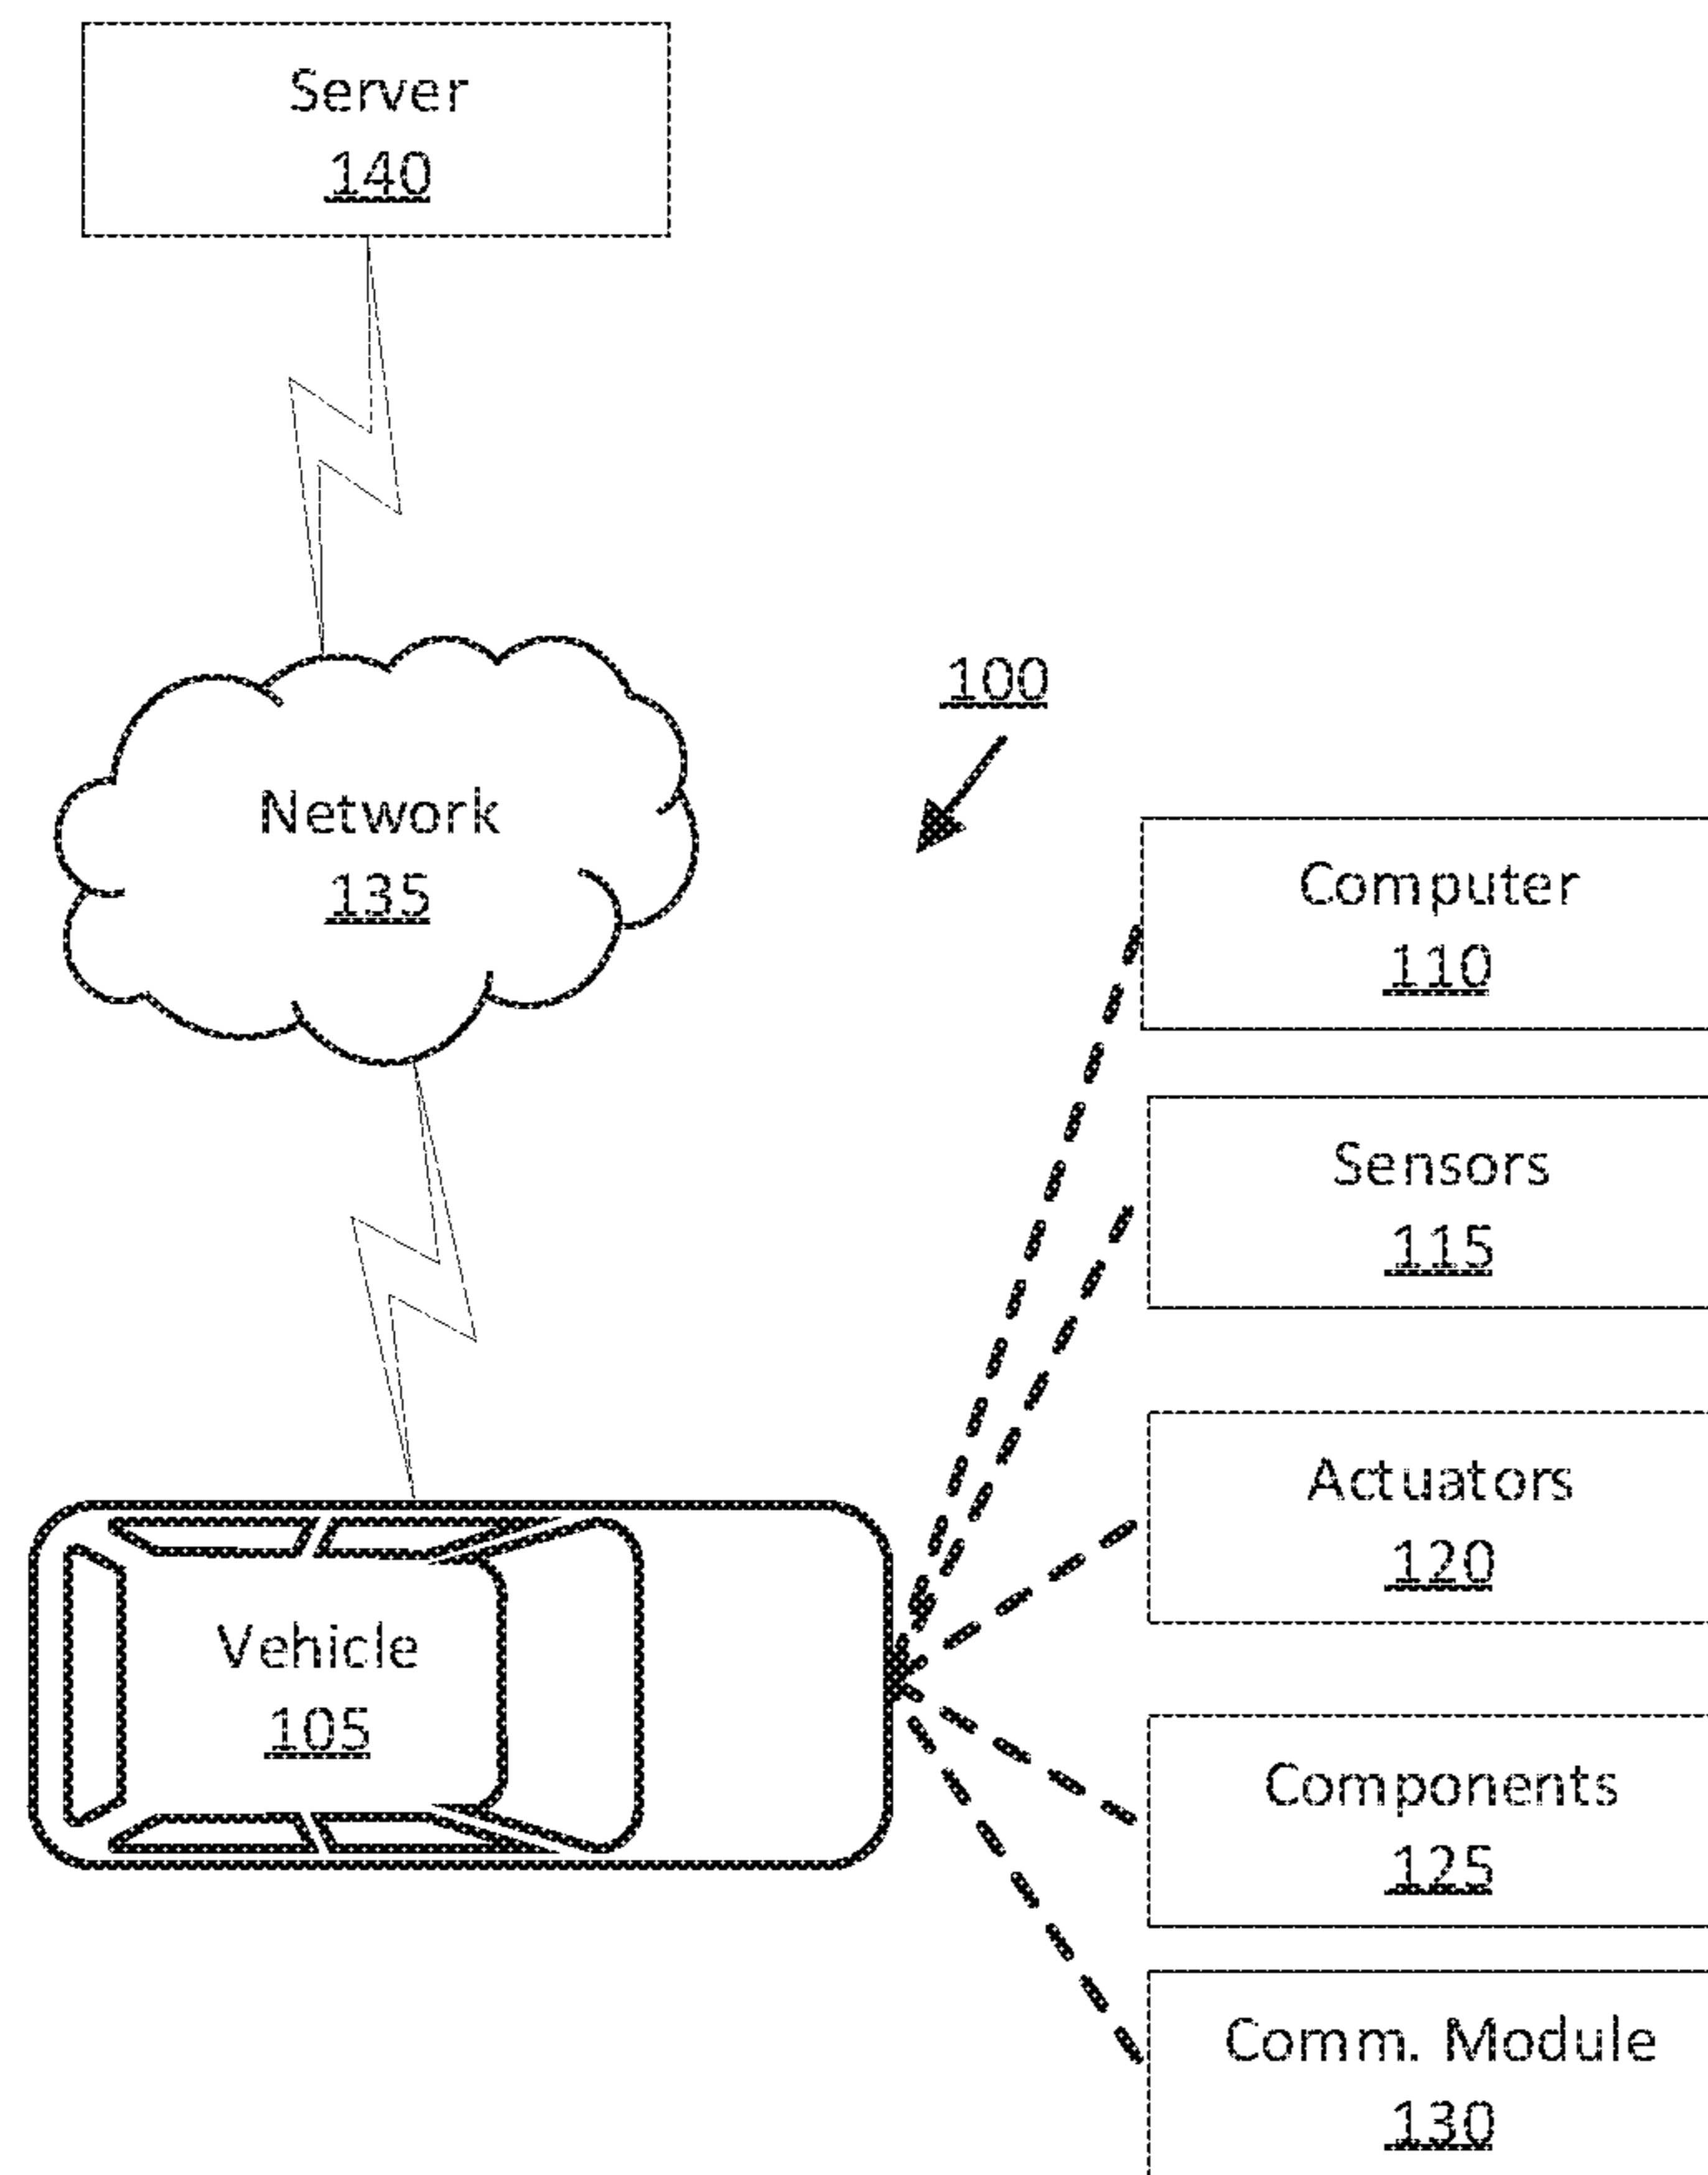 Server
140
Network
135
100
Computer
110
Sensors
115
Actuators
120
Vehicle
105
Components
125
Comm. Module
130